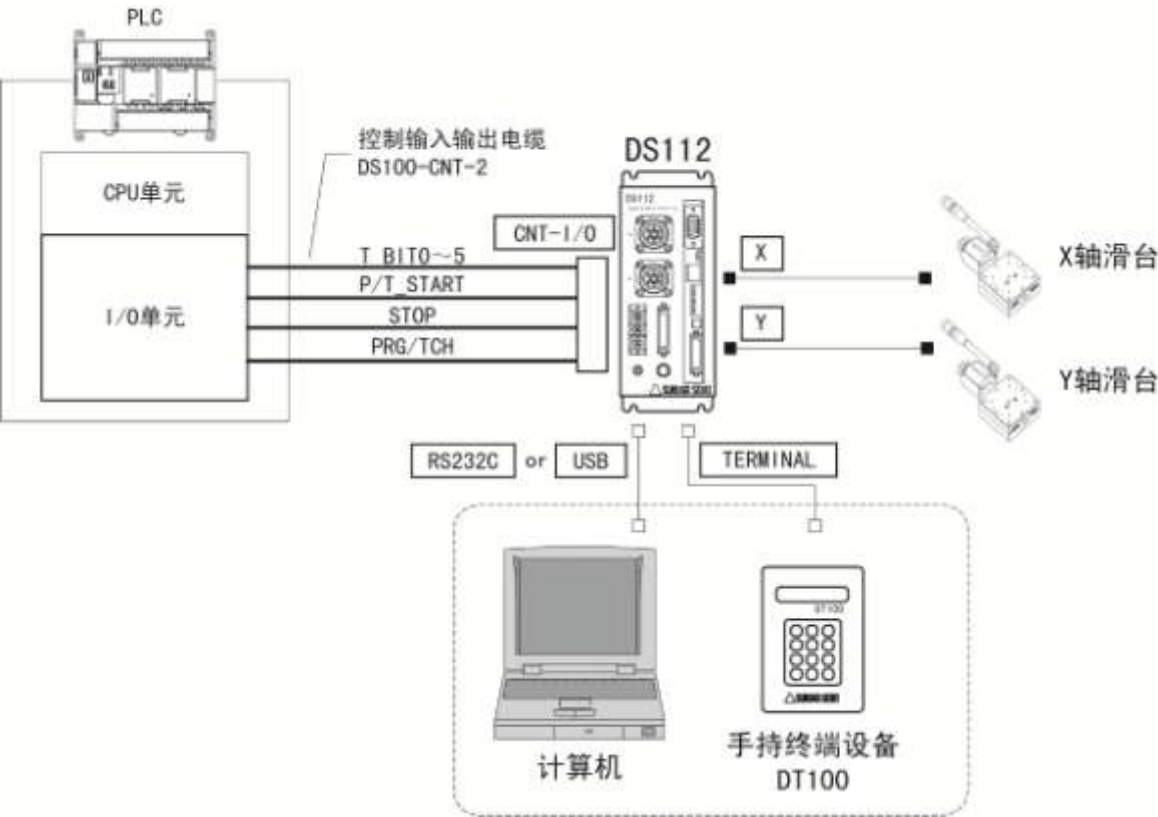 PLC
控制输入输出电缆
DS100-CNT-2
DS112
CPU单元
DS112
CNT-I/O
T_BIT0~5
P/T_START
STOP
PRG/TCH
I/O单元
X
X轴滑台
Y
Y轴滑台
RS232C or USB
TERMINAL
DT100
计算机
手持终端设备
DT100